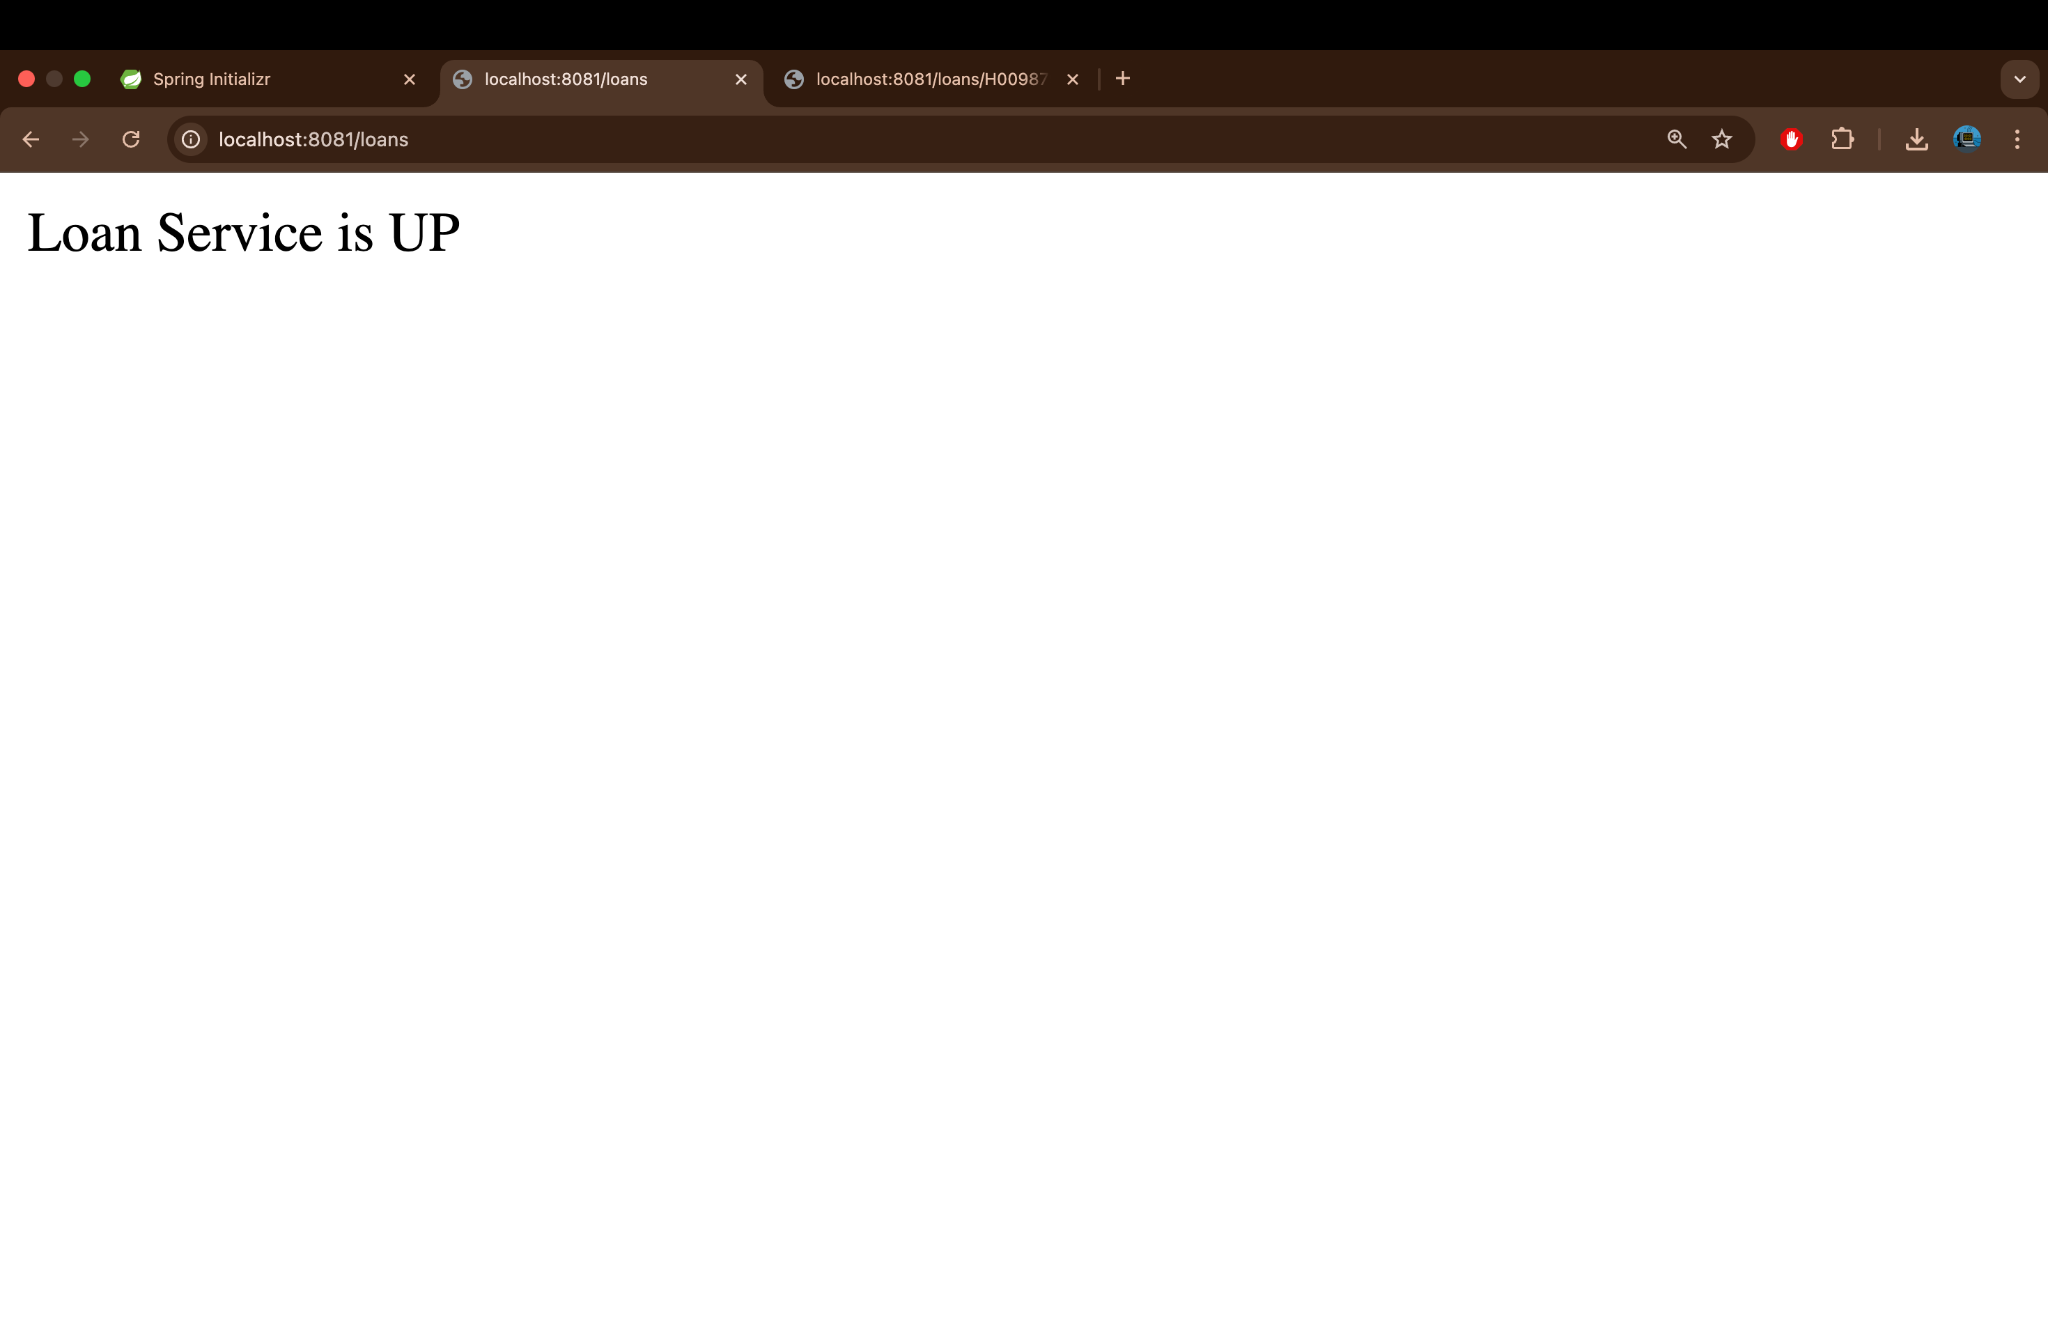 Spring Initializr
localhost:8081/loans
localhost:8081/loans/H00987
localhost:8081/loans
Loan Service is UP